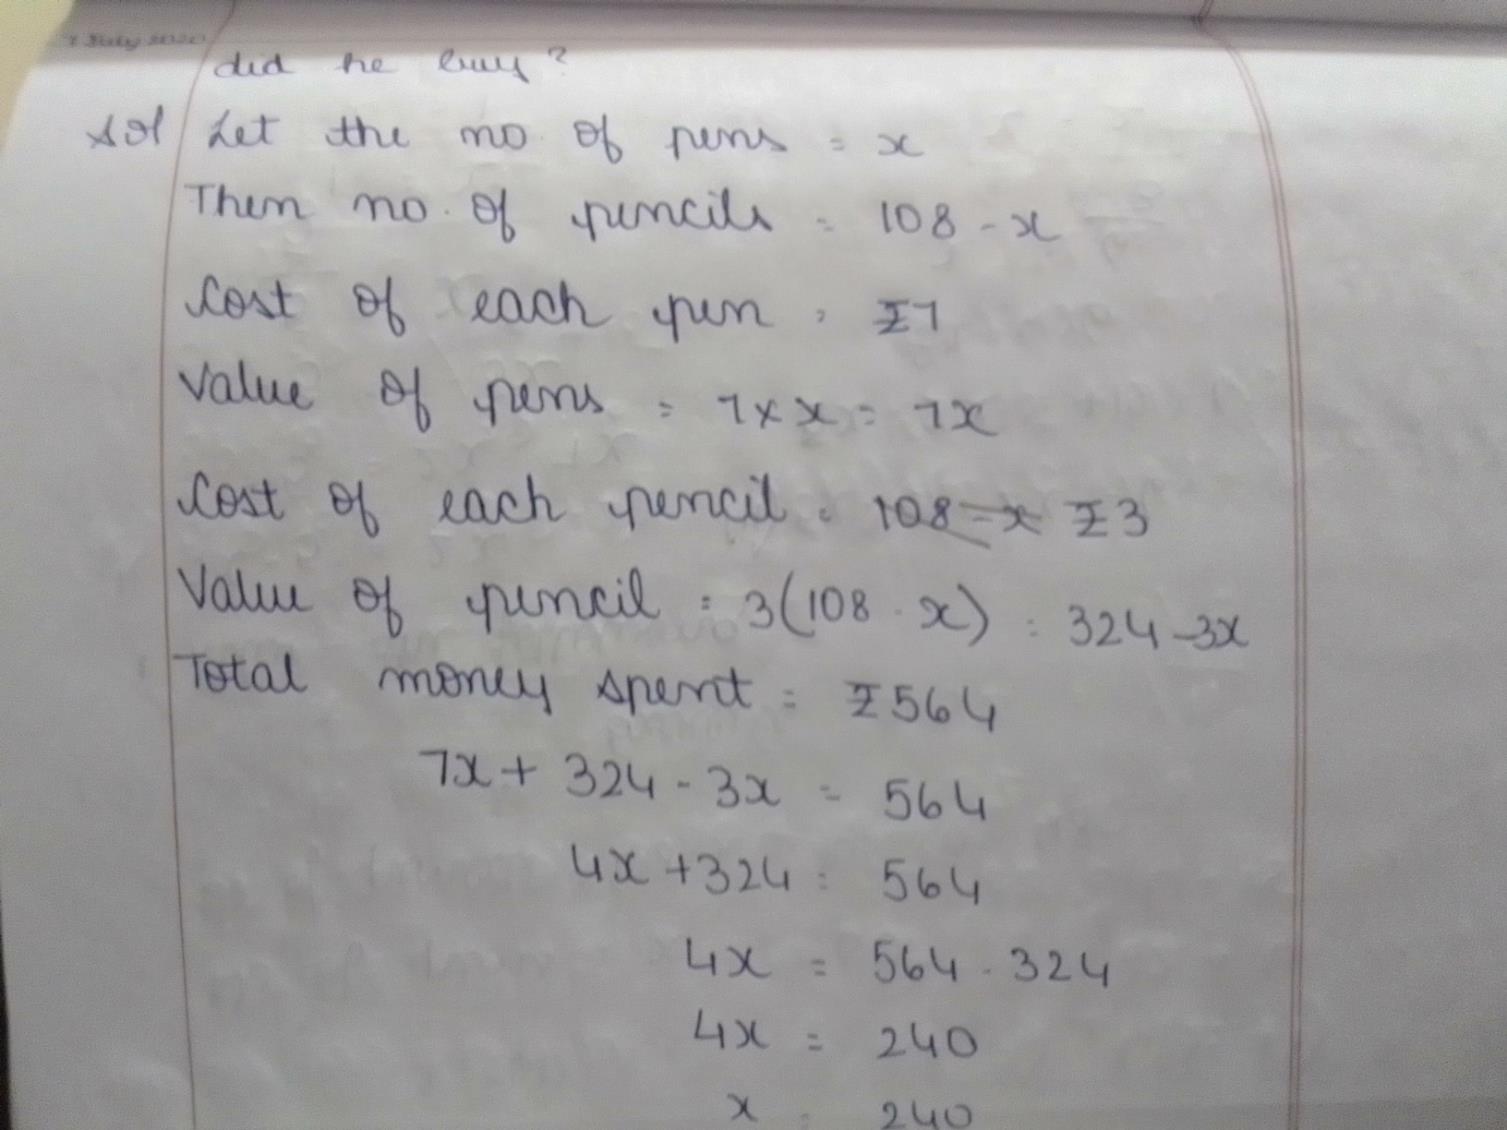 7 July 2020
did he buy?
Sol Let the no. of pens = x
Then no. of pencils = 108 - x
Cost of each pen = ₹7
Value of pens = 7 × x = 7x
Cost of each pencil = 108 - x ₹3
Value of pencil = 3(108 - x) = 324 - 3x
Total money spent = ₹564
7x + 324 - 3x = 564
4x + 324 = 564
4x = 564 - 324
4x = 240
x = 240